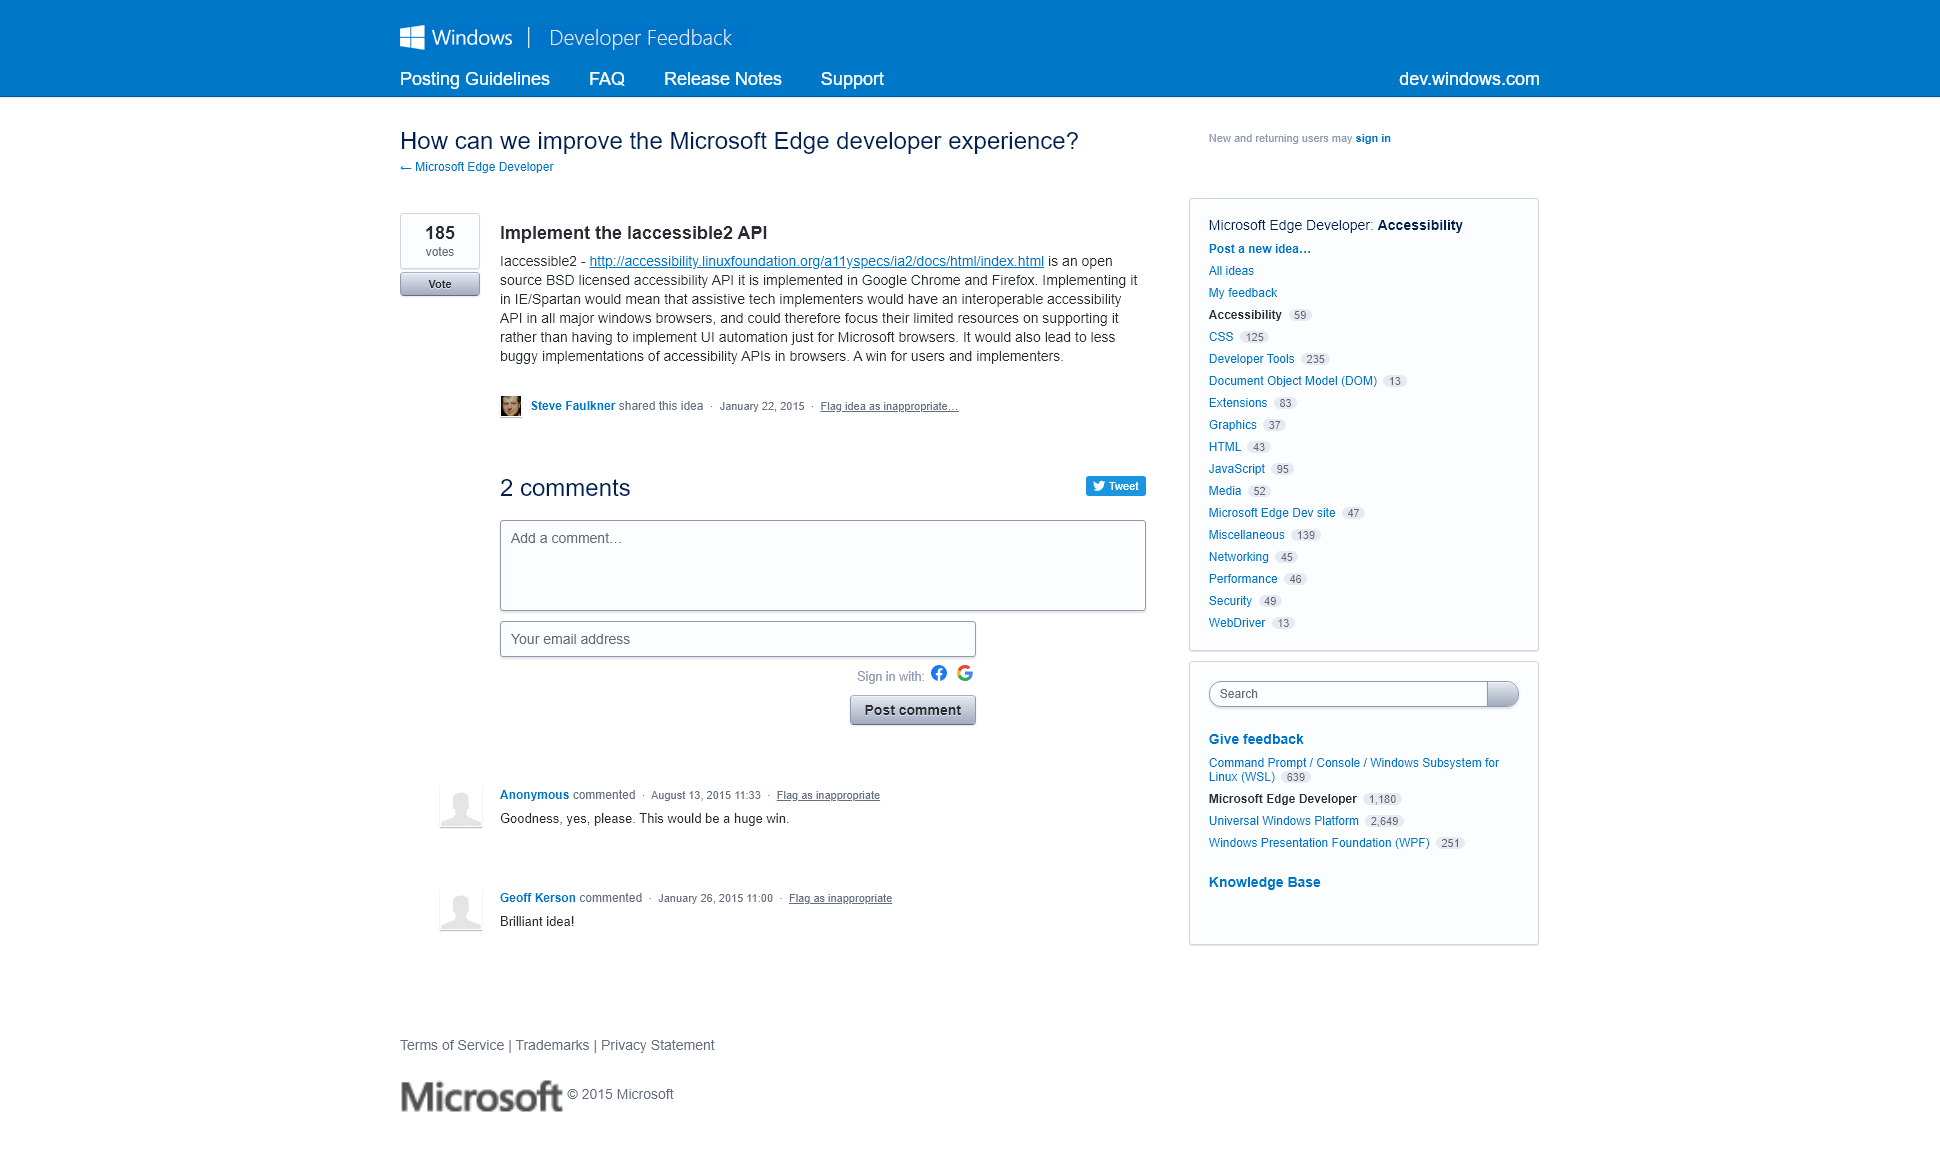 Windows | Developer Feedback
Posting Guidelines FAQ Release Notes Support dev.windows.com
How can we improve the Microsoft Edge developer experience?
← Microsoft Edge Developer
New and returning users may sign in
185
votes
Vote
Implement the Iaccessible2 API
Iaccessible2 - http://accessibility.linuxfoundation.org/a11yspecs/ia2/docs/html/index.html is an open
source BSD licensed accessibility API it is implemented in Google Chrome and Firefox. Implementing it
in IE/Spartan would mean that assistive tech implementers would have an interoperable accessibility
API in all major windows browsers, and could therefore focus their limited resources on supporting it
rather than having to implement UI automation just for Microsoft browsers. It would also lead to less
buggy implementations of accessibility APIs in browsers. A win for users and implementers.
Steve Faulkner shared this idea · January 22, 2015 · Flag idea as inappropriate…
2 comments
Tweet
Add a comment…
Your email address
Sign in with:
Post comment
Anonymous commented · August 13, 2015 11:33 · Flag as inappropriate
Goodness, yes, please. This would be a huge win.
Geoff Kerson commented · January 26, 2015 11:00 · Flag as inappropriate
Brilliant idea!
Microsoft Edge Developer: Accessibility
Post a new idea…
All ideas
My feedback
Accessibility 59
CSS 125
Developer Tools 235
Document Object Model (DOM) 13
Extensions 83
Graphics 37
HTML 43
JavaScript 95
Media 52
Microsoft Edge Dev site 47
Miscellaneous 139
Networking 45
Performance 46
Security 49
WebDriver 13
Search
Give feedback
Command Prompt / Console / Windows Subsystem for
Linux (WSL) 639
Microsoft Edge Developer 1,180
Universal Windows Platform 2,649
Windows Presentation Foundation (WPF) 251
Knowledge Base
Terms of Service | Trademarks | Privacy Statement
Microsoft © 2015 Microsoft